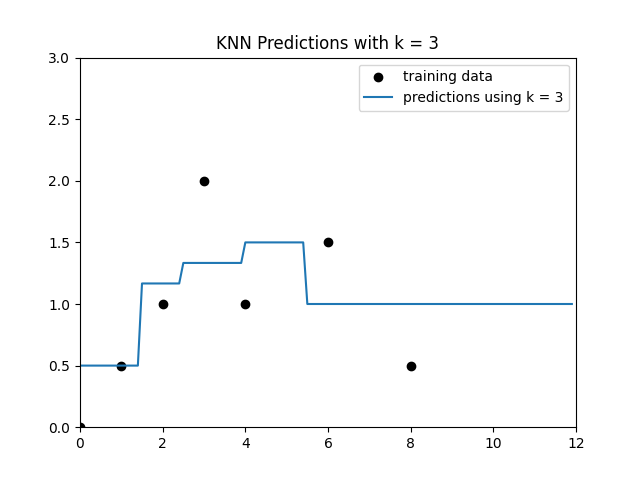 KNN Predictions with k = 3
training data
predictions using k = 3
3.0
2.5
2.0
1.5
1.0
0.5
0.0
0 2 4 6 8 10 12